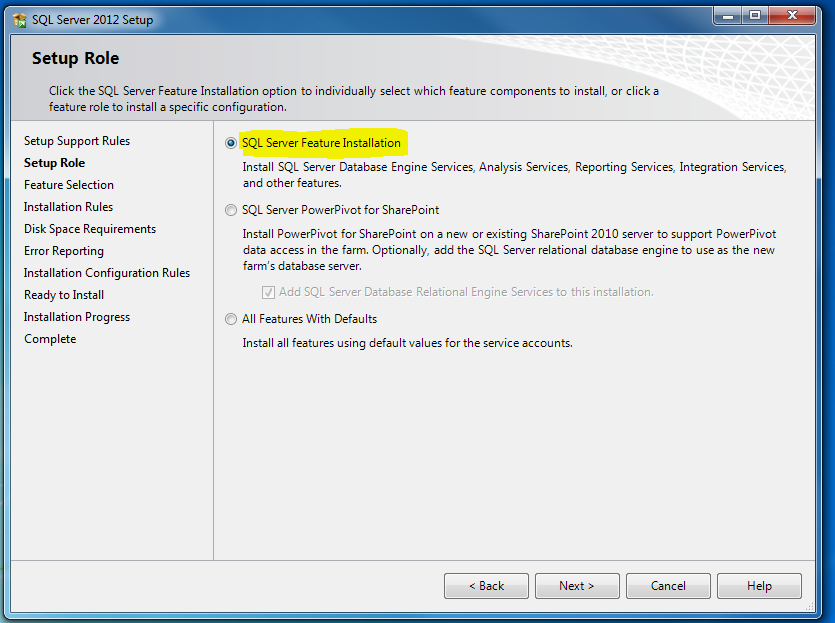 SQL Server 2012 Setup
Setup Role
Click the SQL Server Feature Installation option to individually select which feature components to install, or click a
feature role to install a specific configuration.
Setup Support Rules
Setup Role
Feature Selection
Installation Rules
Disk Space Requirements
Error Reporting
Installation Configuration Rules
Ready to Install
Installation Progress
Complete
SQL Server Feature Installation
Install SQL Server Database Engine Services, Analysis Services, Reporting Services, Integration Services,
and other features.
SQL Server PowerPivot for SharePoint
Install PowerPivot for SharePoint on a new or existing SharePoint 2010 server to support PowerPivot
data access in the farm. Optionally, add the SQL Server relational database engine to use as the new
farm's database server.
Add SQL Server Database Relational Engine Services to this installation.
All Features With Defaults
Install all features using default values for the service accounts.
< Back
Next >
Cancel
Help